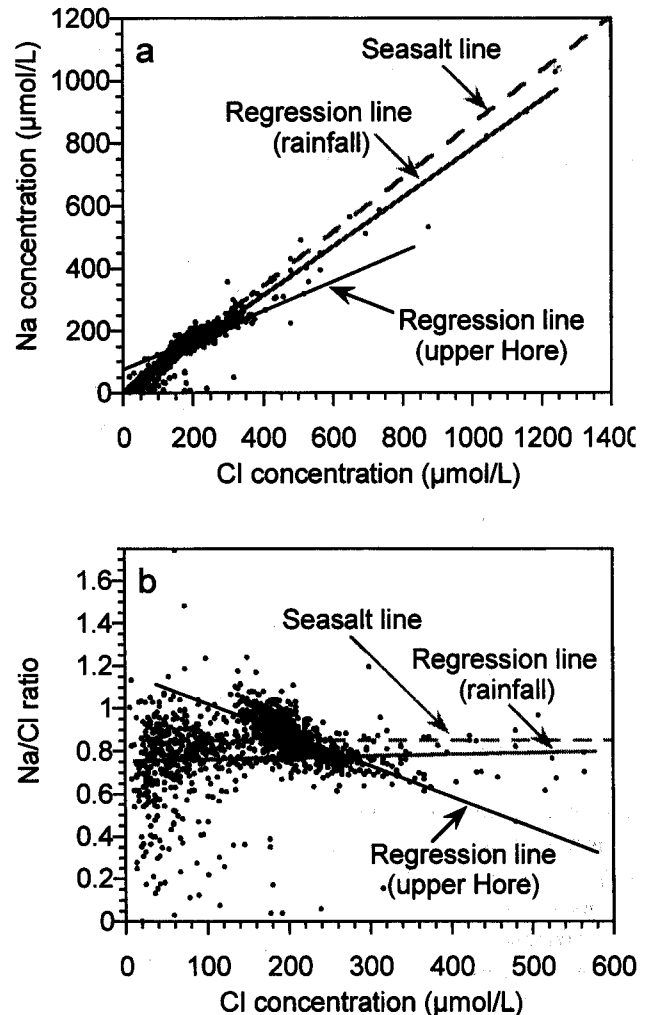 1200
a
Seasalt line
1000
Regression line
(rainfall)
800
600
400
Regression line
(upper Hore)
200
0
Na concentration (µmol/L)
0 200 400 600 800 1000 1200 140
Cl concentration (µmol/L)
b
1.6
Seasalt line
1.4
Regression line
(rainfall)
1.2
1
0.8
0.6
0.4
Regression line
(upper Hore)
0.2
0
Na/Cl ratio
0 100 200 300 400 500 600
Cl concentration (µmol/L)